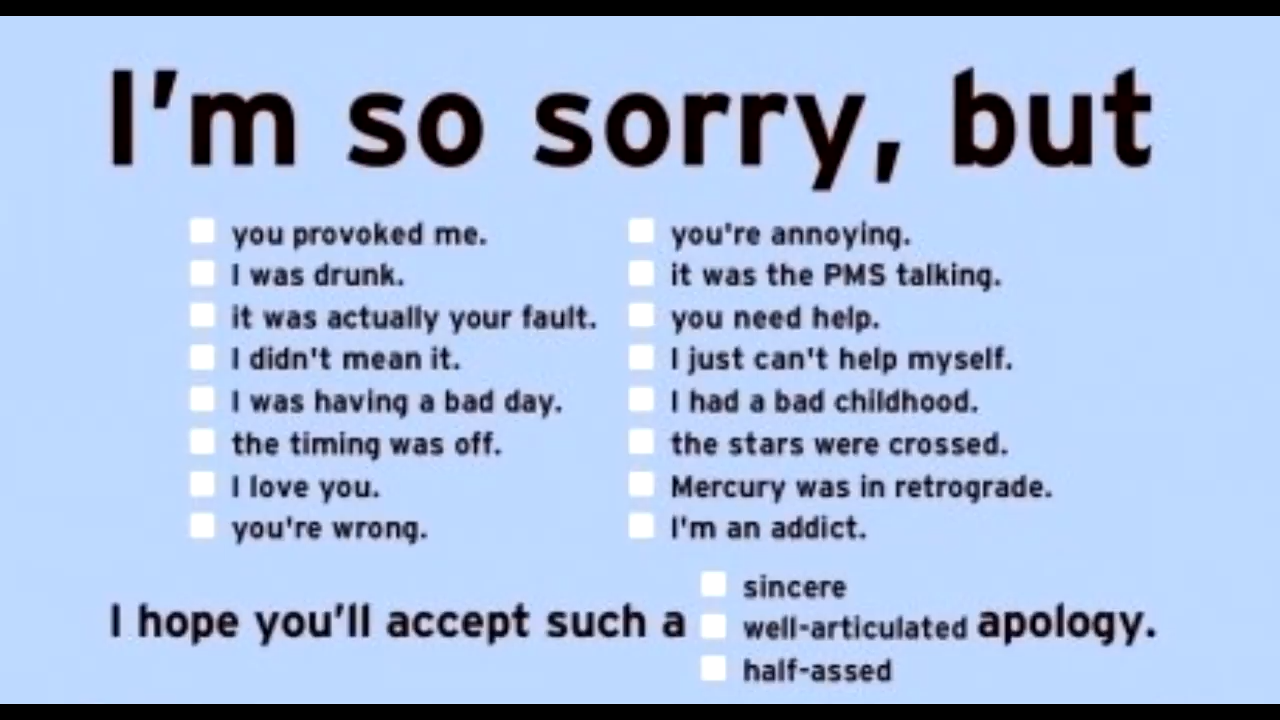 I'm so sorry, but
you provoked me.
I was drunk.
it was actually your fault.
I didn't mean it.
I was having a bad day.
the timing was off.
I love you.
you're wrong.
you're annoying.
it was the PMS talking.
you need help.
I just can't help myself.
I had a bad childhood.
the stars were crossed.
Mercury was in retrograde.
I'm an addict.
I hope you'll accept such a
sincere
well-articulated
half-assed
apology.